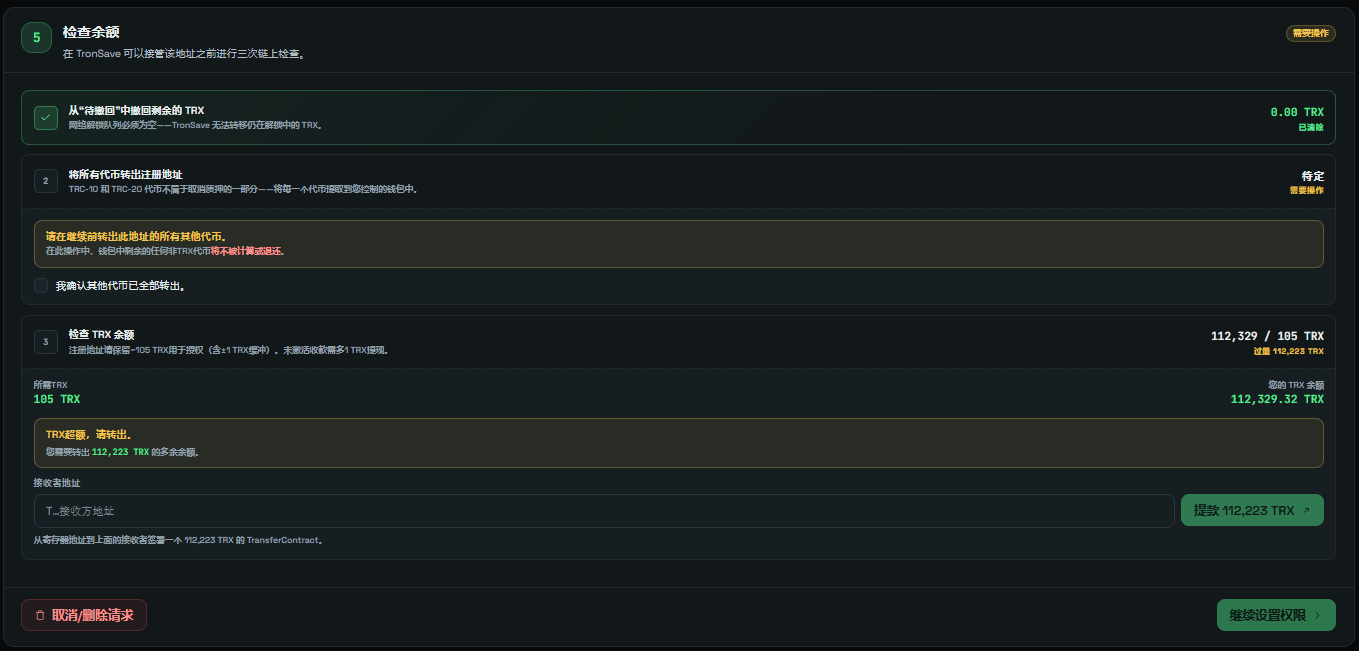 5
检查余额
在 TronSave 可以接管该地址之前进行三次链上检查。
需要操作
从“待撤回”中撤回剩余的 TRX
网络解锁队列必须为空——TronSave 无法转移仍在解锁中的 TRX。
0.00 TRX
已清除
2
将所有代币转出注册地址
TRC-10 和 TRC-20 代币不属于取消质押的一部分——将每一个代币提取到您控制的钱包中。
待定
需要操作
请在继续前转出此地址的所有其他代币。
在此操作中，钱包中剩余的任何非TRX代币将不被计算或退还。
我确认其他代币已全部转出。
3
检查 TRX 余额
注册地址请保留~105 TRX用于授权（含±1 TRX缓冲）。未激活收款需多1 TRX提现。
112,329 / 105 TRX
过量 112,223 TRX
所需TRX
105 TRX
您的 TRX 余额
112,329.32 TRX
TRX超额，请转出。
您需要转出 112,223 TRX 的多余余额。
接收者地址
T…接收方地址
提款 112,223 TRX ↗
从寄存器地址到上面的接收者签署一个 112,223 TRX 的 TransferContract。
取消/删除请求
继续设置权限 ›